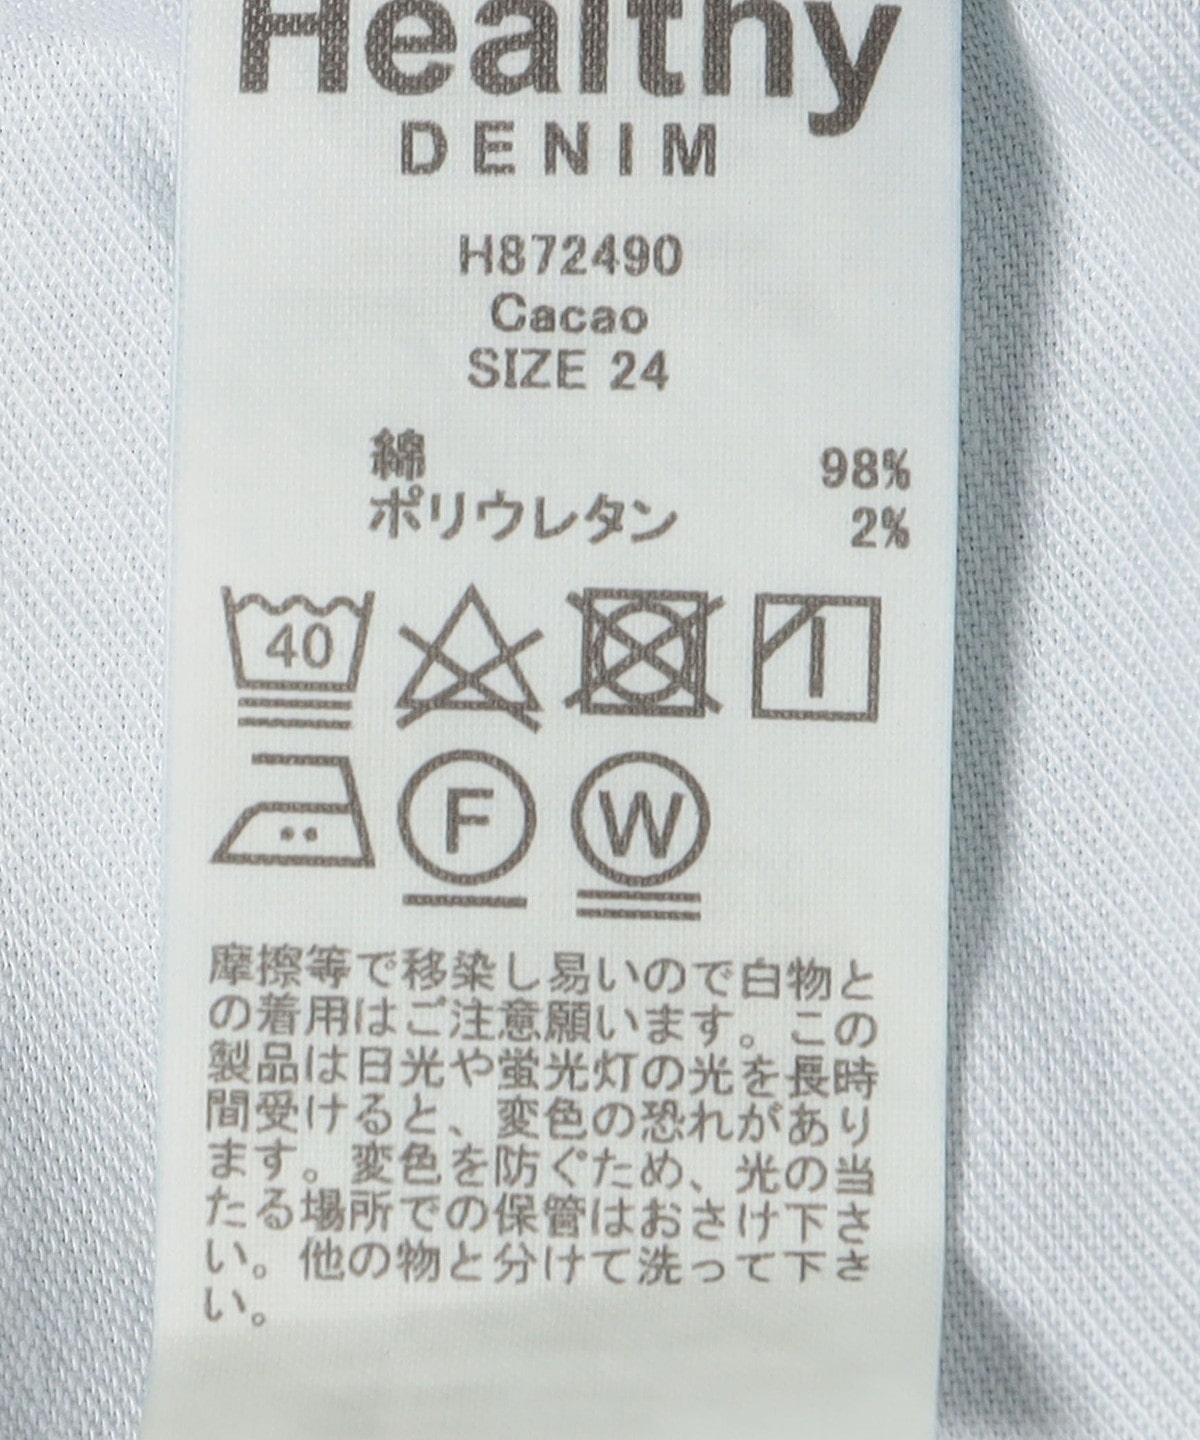 Healthy
DENIM
H872490
Cacao
SIZE 24
綿 98%
ポリウレタン 2%
40
F
W
摩擦等で移染し易いので白物と
の着用はご注意願います。この
製品は日光や蛍光灯の光を長時
間受けると、変色の恐れがあり
ます。変色を防ぐため、光の当
たる場所での保管はおさけ下さ
い。他の物と分けて洗って下さ
い。